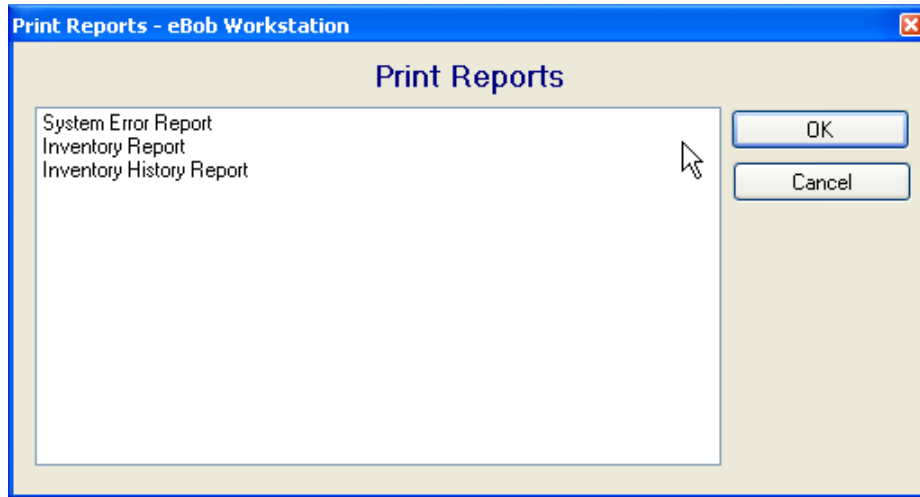 Print Reports - eBob Workstation
Print Reports
System Error Report
Inventory Report
Inventory History Report
OK
Cancel